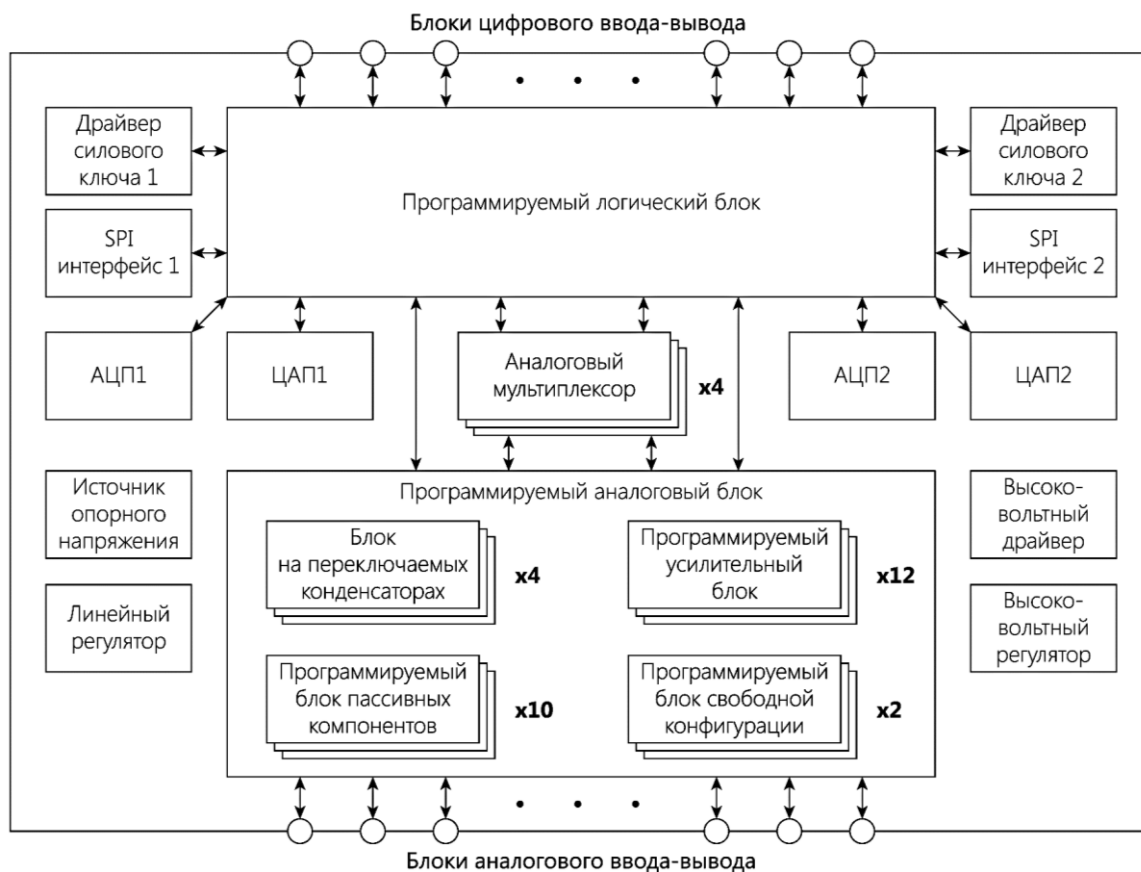 Блоки цифрового ввода-вывода
Драйвер
силового
ключа 1
Программируемый логический блок
Драйвер
силового
ключа 2
SPI
интерфейс 1
SPI
интерфейс 2
АЦП1
ЦАП1
Аналоговый
мультиплексор
x4
АЦП2
ЦАП2
Источник
опорного
напряжения
Программируемый аналоговый блок
Высоко-
вольтный
драйвер
Блок
на переключаемых
конденсаторах
x4
Программируемый
усилительный
блок
x12
Линейный
регулятор
Высоко-
вольтный
регулятор
Программируемый
блок пассивных
компонентов
x10
Программируемый
блок свободной
конфигурации
x2
Блоки аналогового ввода-вывода